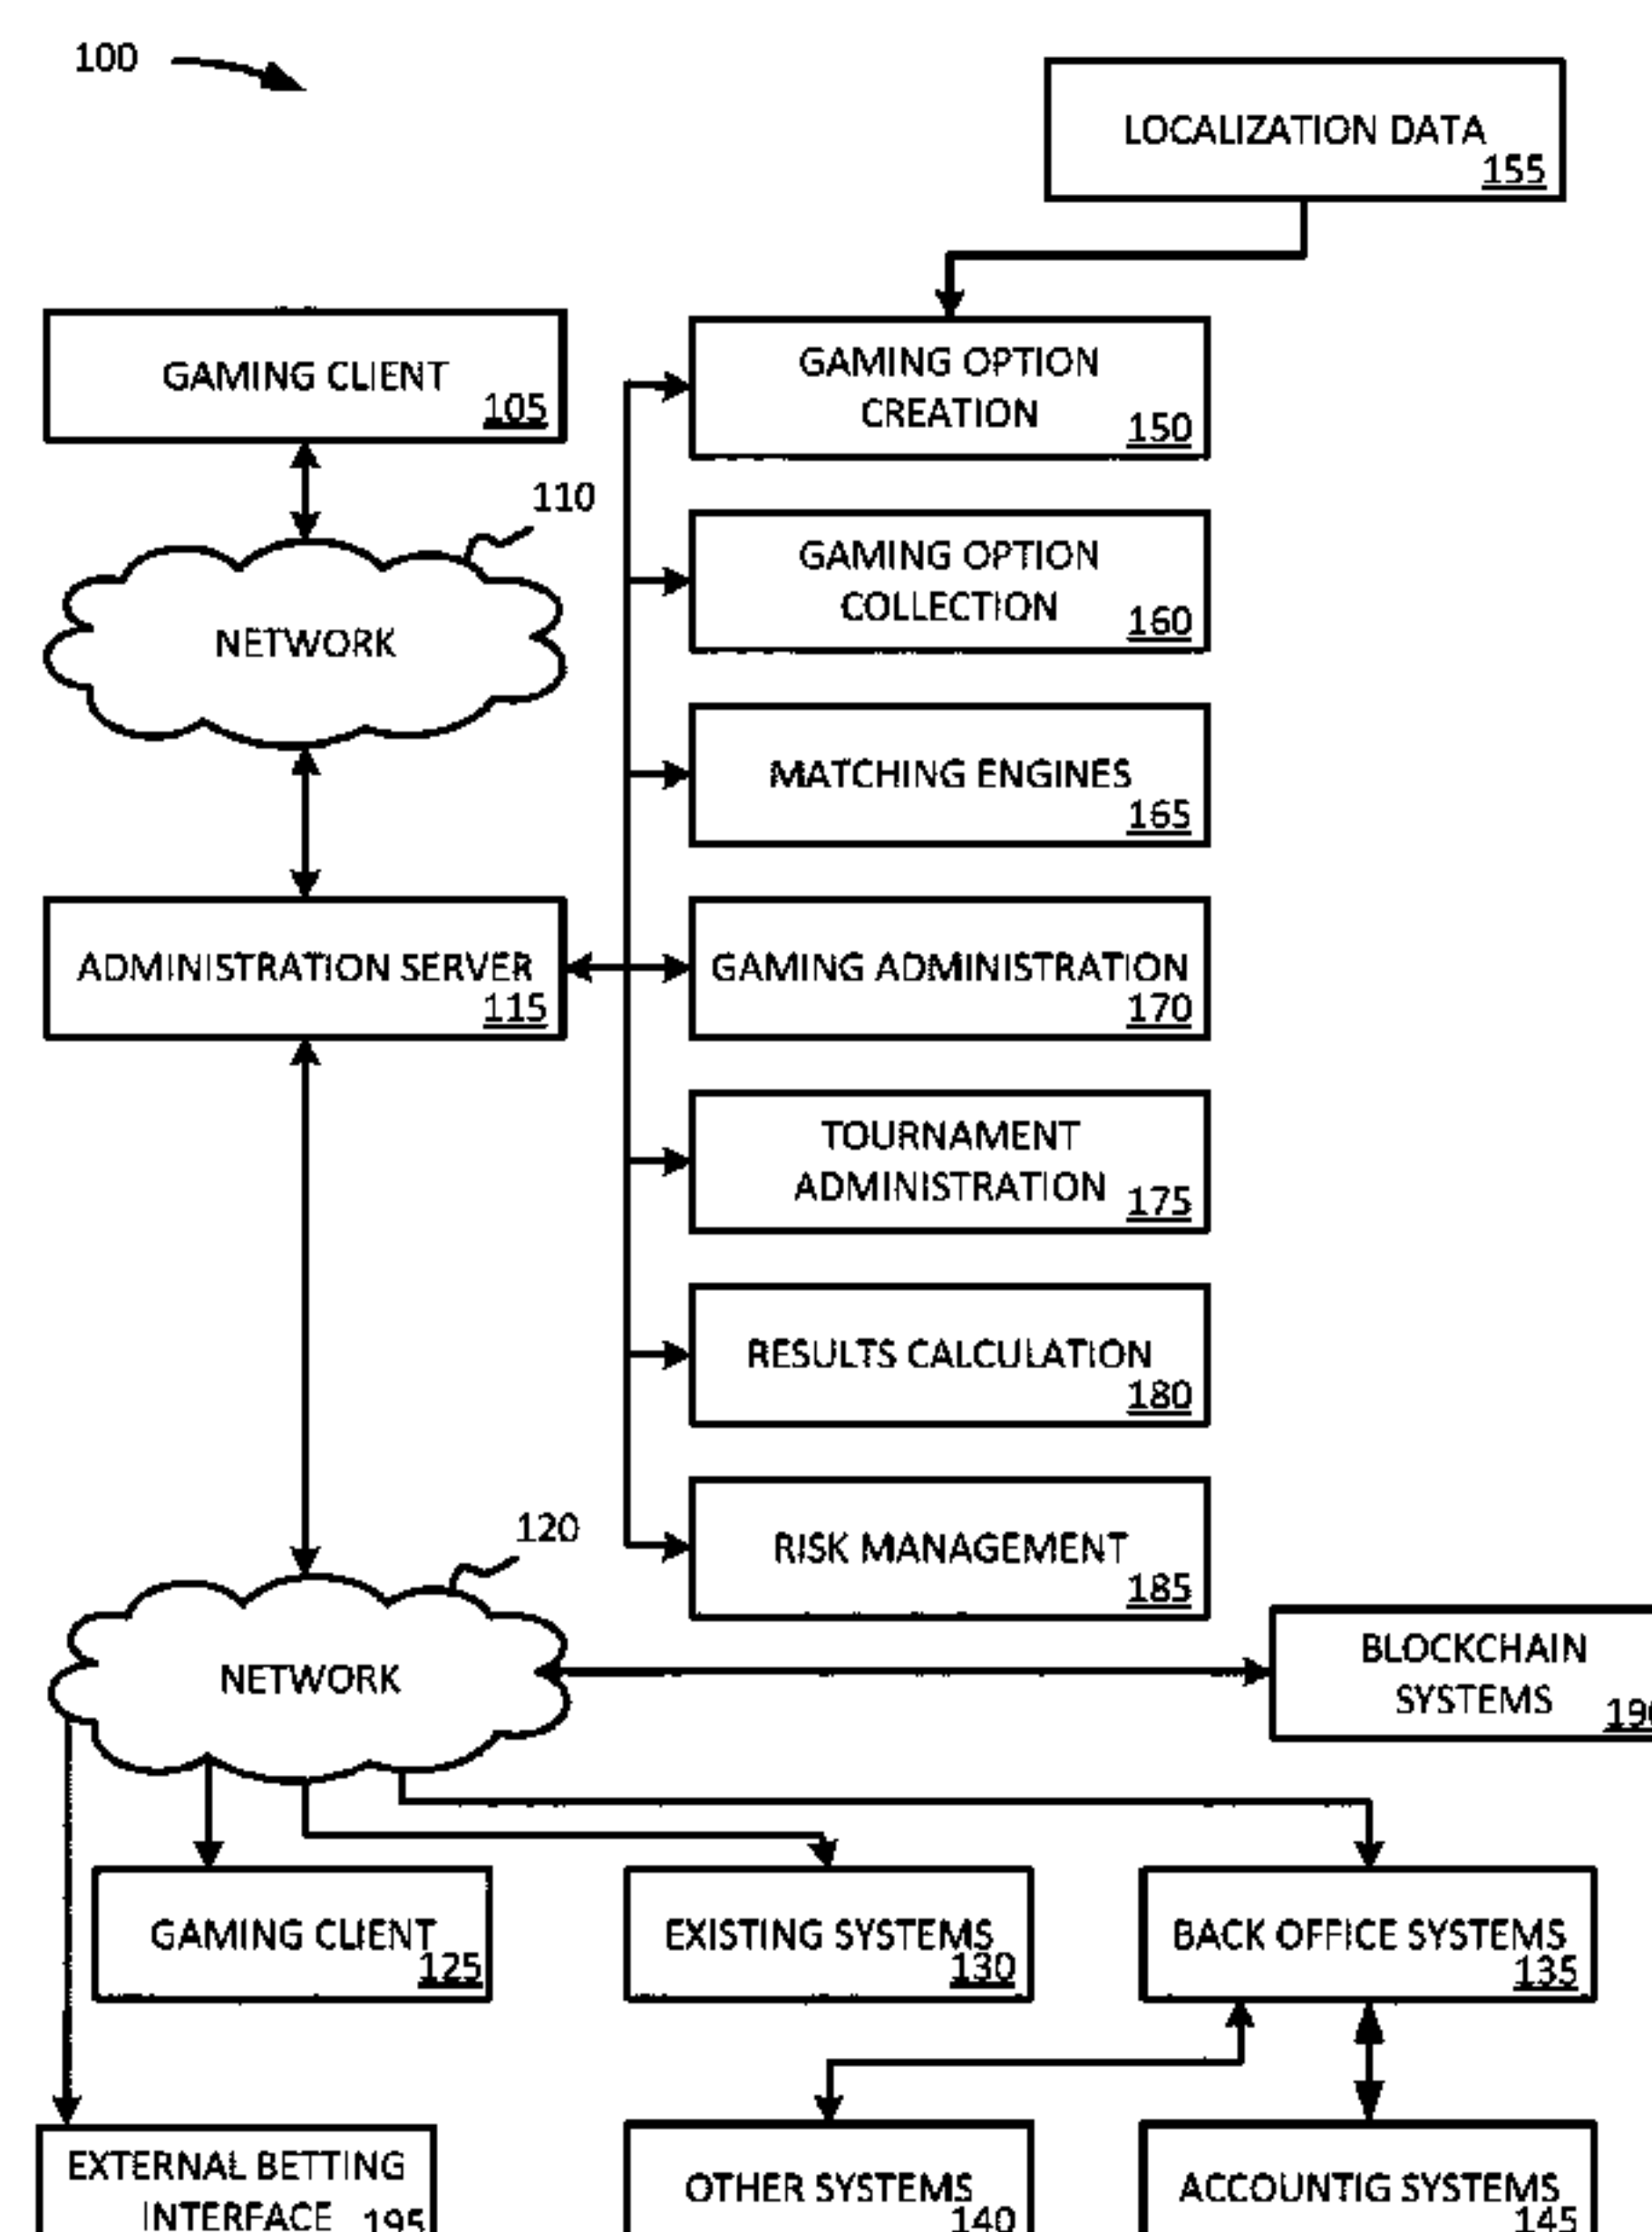 100
LOCALIZATION DATA
155
GAMING CLIENT
105
GAMING OPTION
CREATION
150
110
NETWORK
GAMING OPTION
COLLECTION
160
MATCHING ENGINES
165
ADMINISTRATION SERVER
115
GAMING ADMINISTRATION
170
TOURNAMENT
ADMINISTRATION
175
RESULTS CALCULATION
180
RISK MANAGEMENT
185
120
NETWORK
BLOCKCHAIN
SYSTEMS
GAMING CLIENT
125
EXISTING SYSTEMS
130
BACK OFFICE SYSTEMS
135
EXTERNAL BETTING
INTERFACE
195
OTHER SYSTEMS
140
ACCOUNTIG SYSTEMS
145